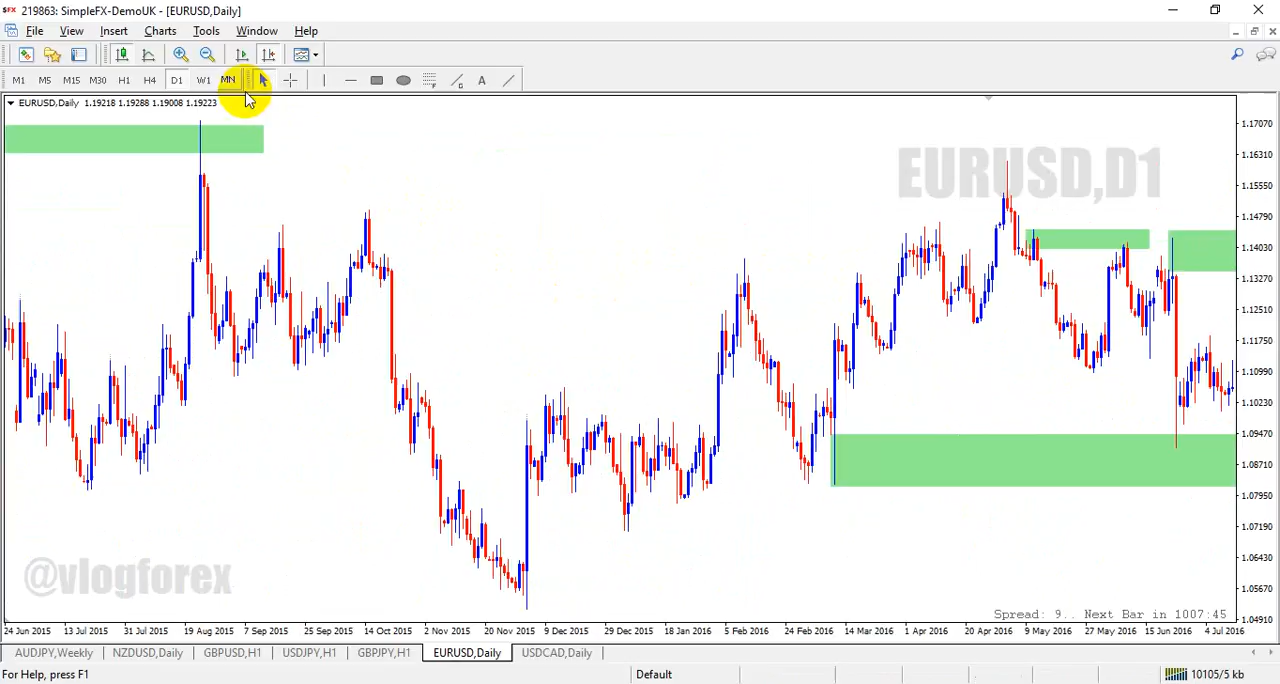 219863: SimpleFX-DemoUK - [EURUSD,Daily]
File View Insert Charts Tools Window Help
M1 M5 M15 M30 H1 H4 D1 W1 MN A
EURUSD,Daily 1.19218 1.19288 1.19008 1.19223
EURUSD,D1
1.17070
1.16310
1.15550
1.14790
1.14030
1.13270
1.12510
1.11750
1.10990
1.10230
1.09470
1.08710
1.07950
1.07190
1.06430
1.05670
1.04910
@vlogforex
Spread: 9.. Next Bar in 1007:45
24 Jun 2015 13 Jul 2015 31 Jul 2015 19 Aug 2015 7 Sep 2015 25 Sep 2015 14 Oct 2015 2 Nov 2015 20 Nov 2015 9 Dec 2015 29 Dec 2015 18 Jan 2016 5 Feb 2016 24 Feb 2016 14 Mar 2016 1 Apr 2016 20 Apr 2016 9 May 2016 27 May 2016 15 Jun 2016 4 Jul 2016
AUDJPY,Weekly NZDUSD,Daily GBPUSD,H1 USDJPY,H1 GBPJPY,H1 EURUSD,Daily USDCAD,Daily
For Help, press F1 Default 10105/5 kb